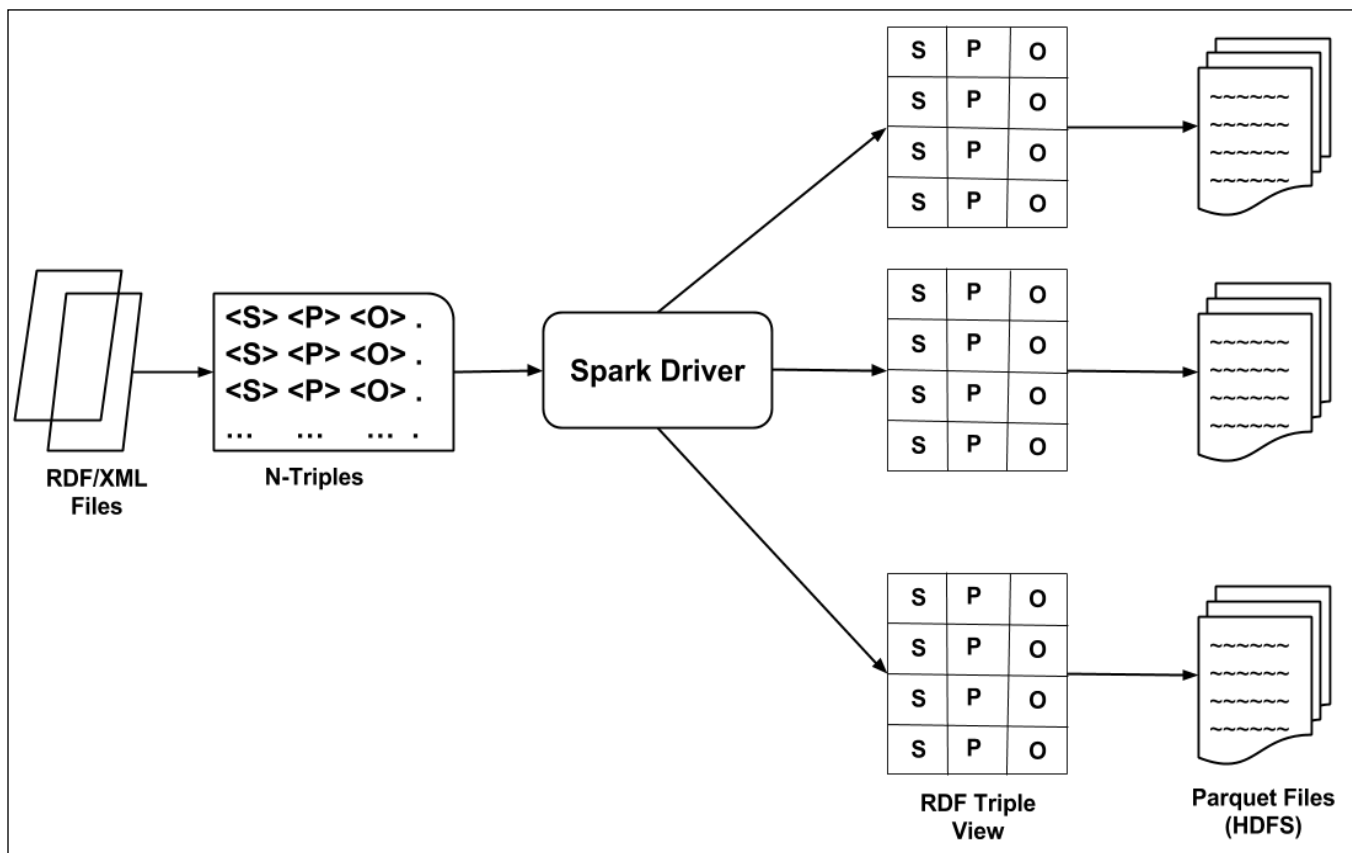 S P O
S P O
S P O
S P O
~~~~~~
~~~~~~
~~~~~~
~~~~~~
<S> <P> <O> .
<S> <P> <O> .
<S> <P> <O> .
... ... ... .
RDF/XML
Files
N-Triples
Spark Driver
S P O
S P O
S P O
S P O
~~~~~~
~~~~~~
~~~~~~
~~~~~~
S P O
S P O
S P O
S P O
~~~~~~
~~~~~~
~~~~~~
~~~~~~
RDF Triple
View
Parquet Files
(HDFS)